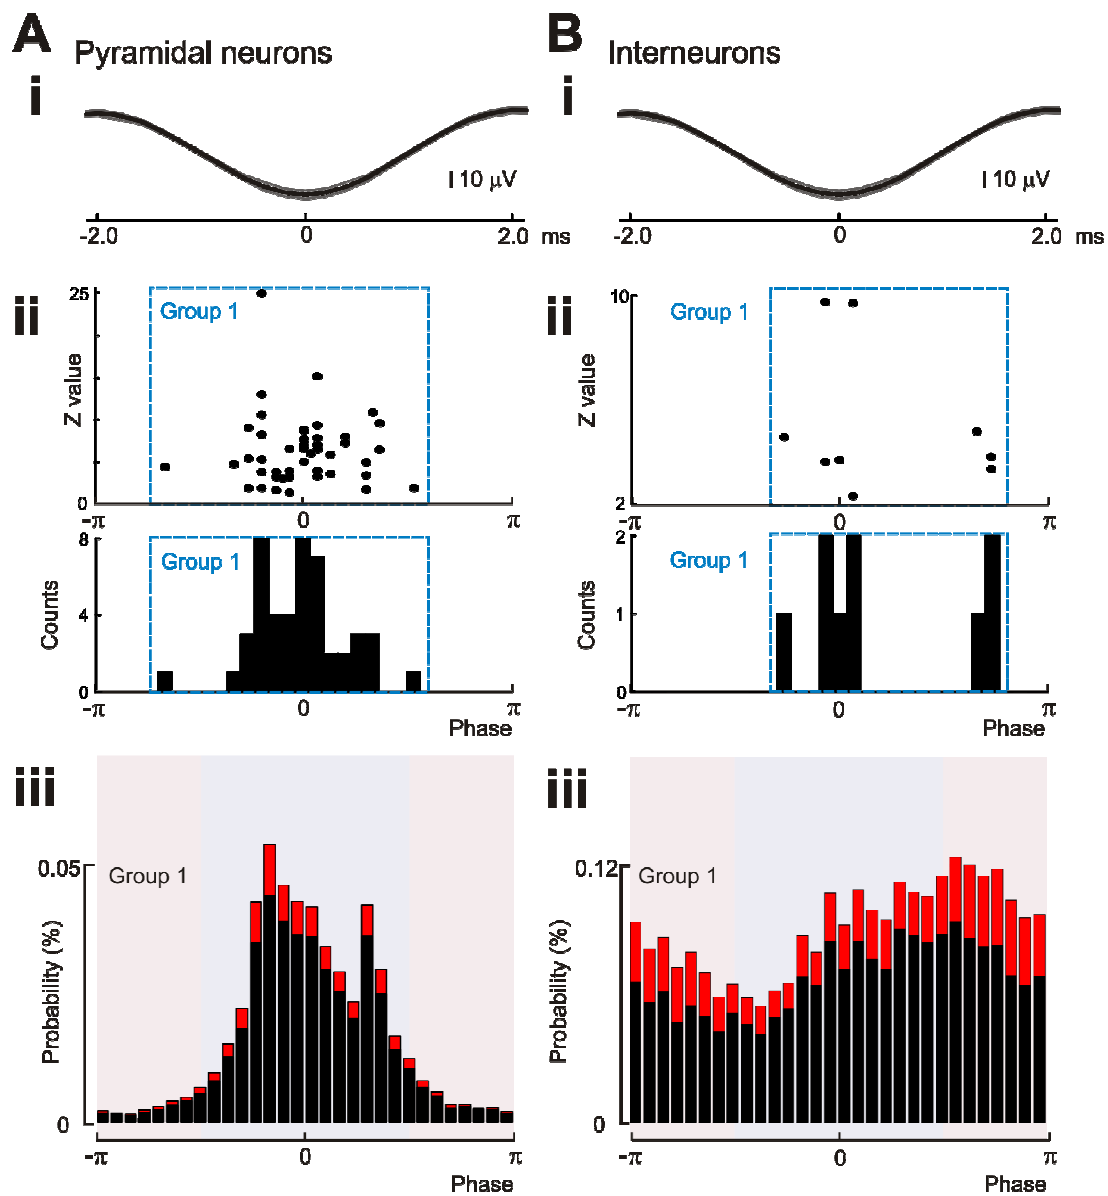 A Pyramidal neurons
i
10 µV
-2.0 0 2.0 ms
ii
25
Group 1
Z value
0
-π 0 π
8
Group 1
4
Counts
0
-π 0 π
Phase
iii
0.05
Group 1
Probability (%)
0
-π 0 π
Phase
B Interneurons
i
10 µV
-2.0 0 2.0 ms
ii
10
Group 1
Z value
2
-π 0 π
2
Group 1
1
Counts
0
-π 0 π
Phase
iii
0.12
Group 1
Probability (%)
0
-π 0 π
Phase